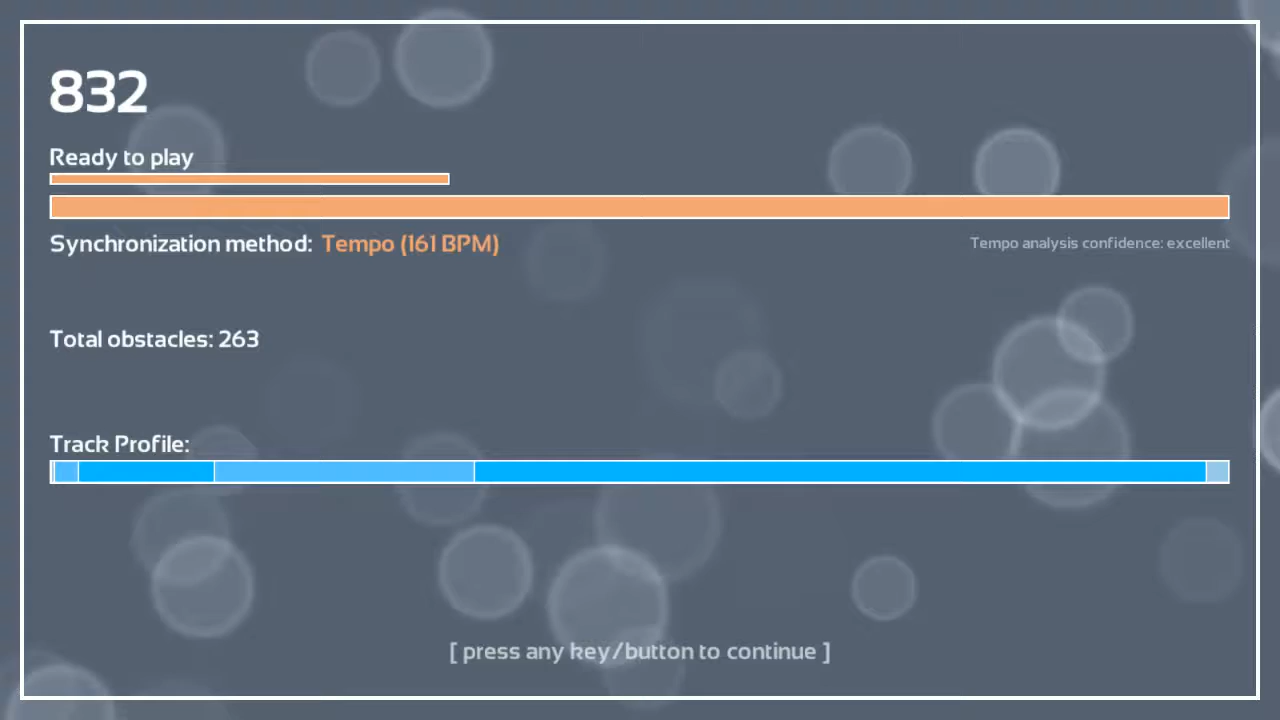 832
Ready to play
Synchronization method: Tempo (161 BPM)
Tempo analysis confidence: excellent
Total obstacles: 263
Track Profile:
[ press any key/button to continue ]